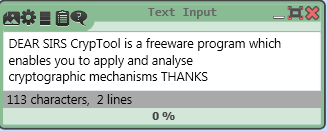 Text Input
DEAR SIRS CrypTool is a freeware program which
enables you to apply and analyse
cryptographic mechanisms THANKS
113 characters, 2 lines
0 %